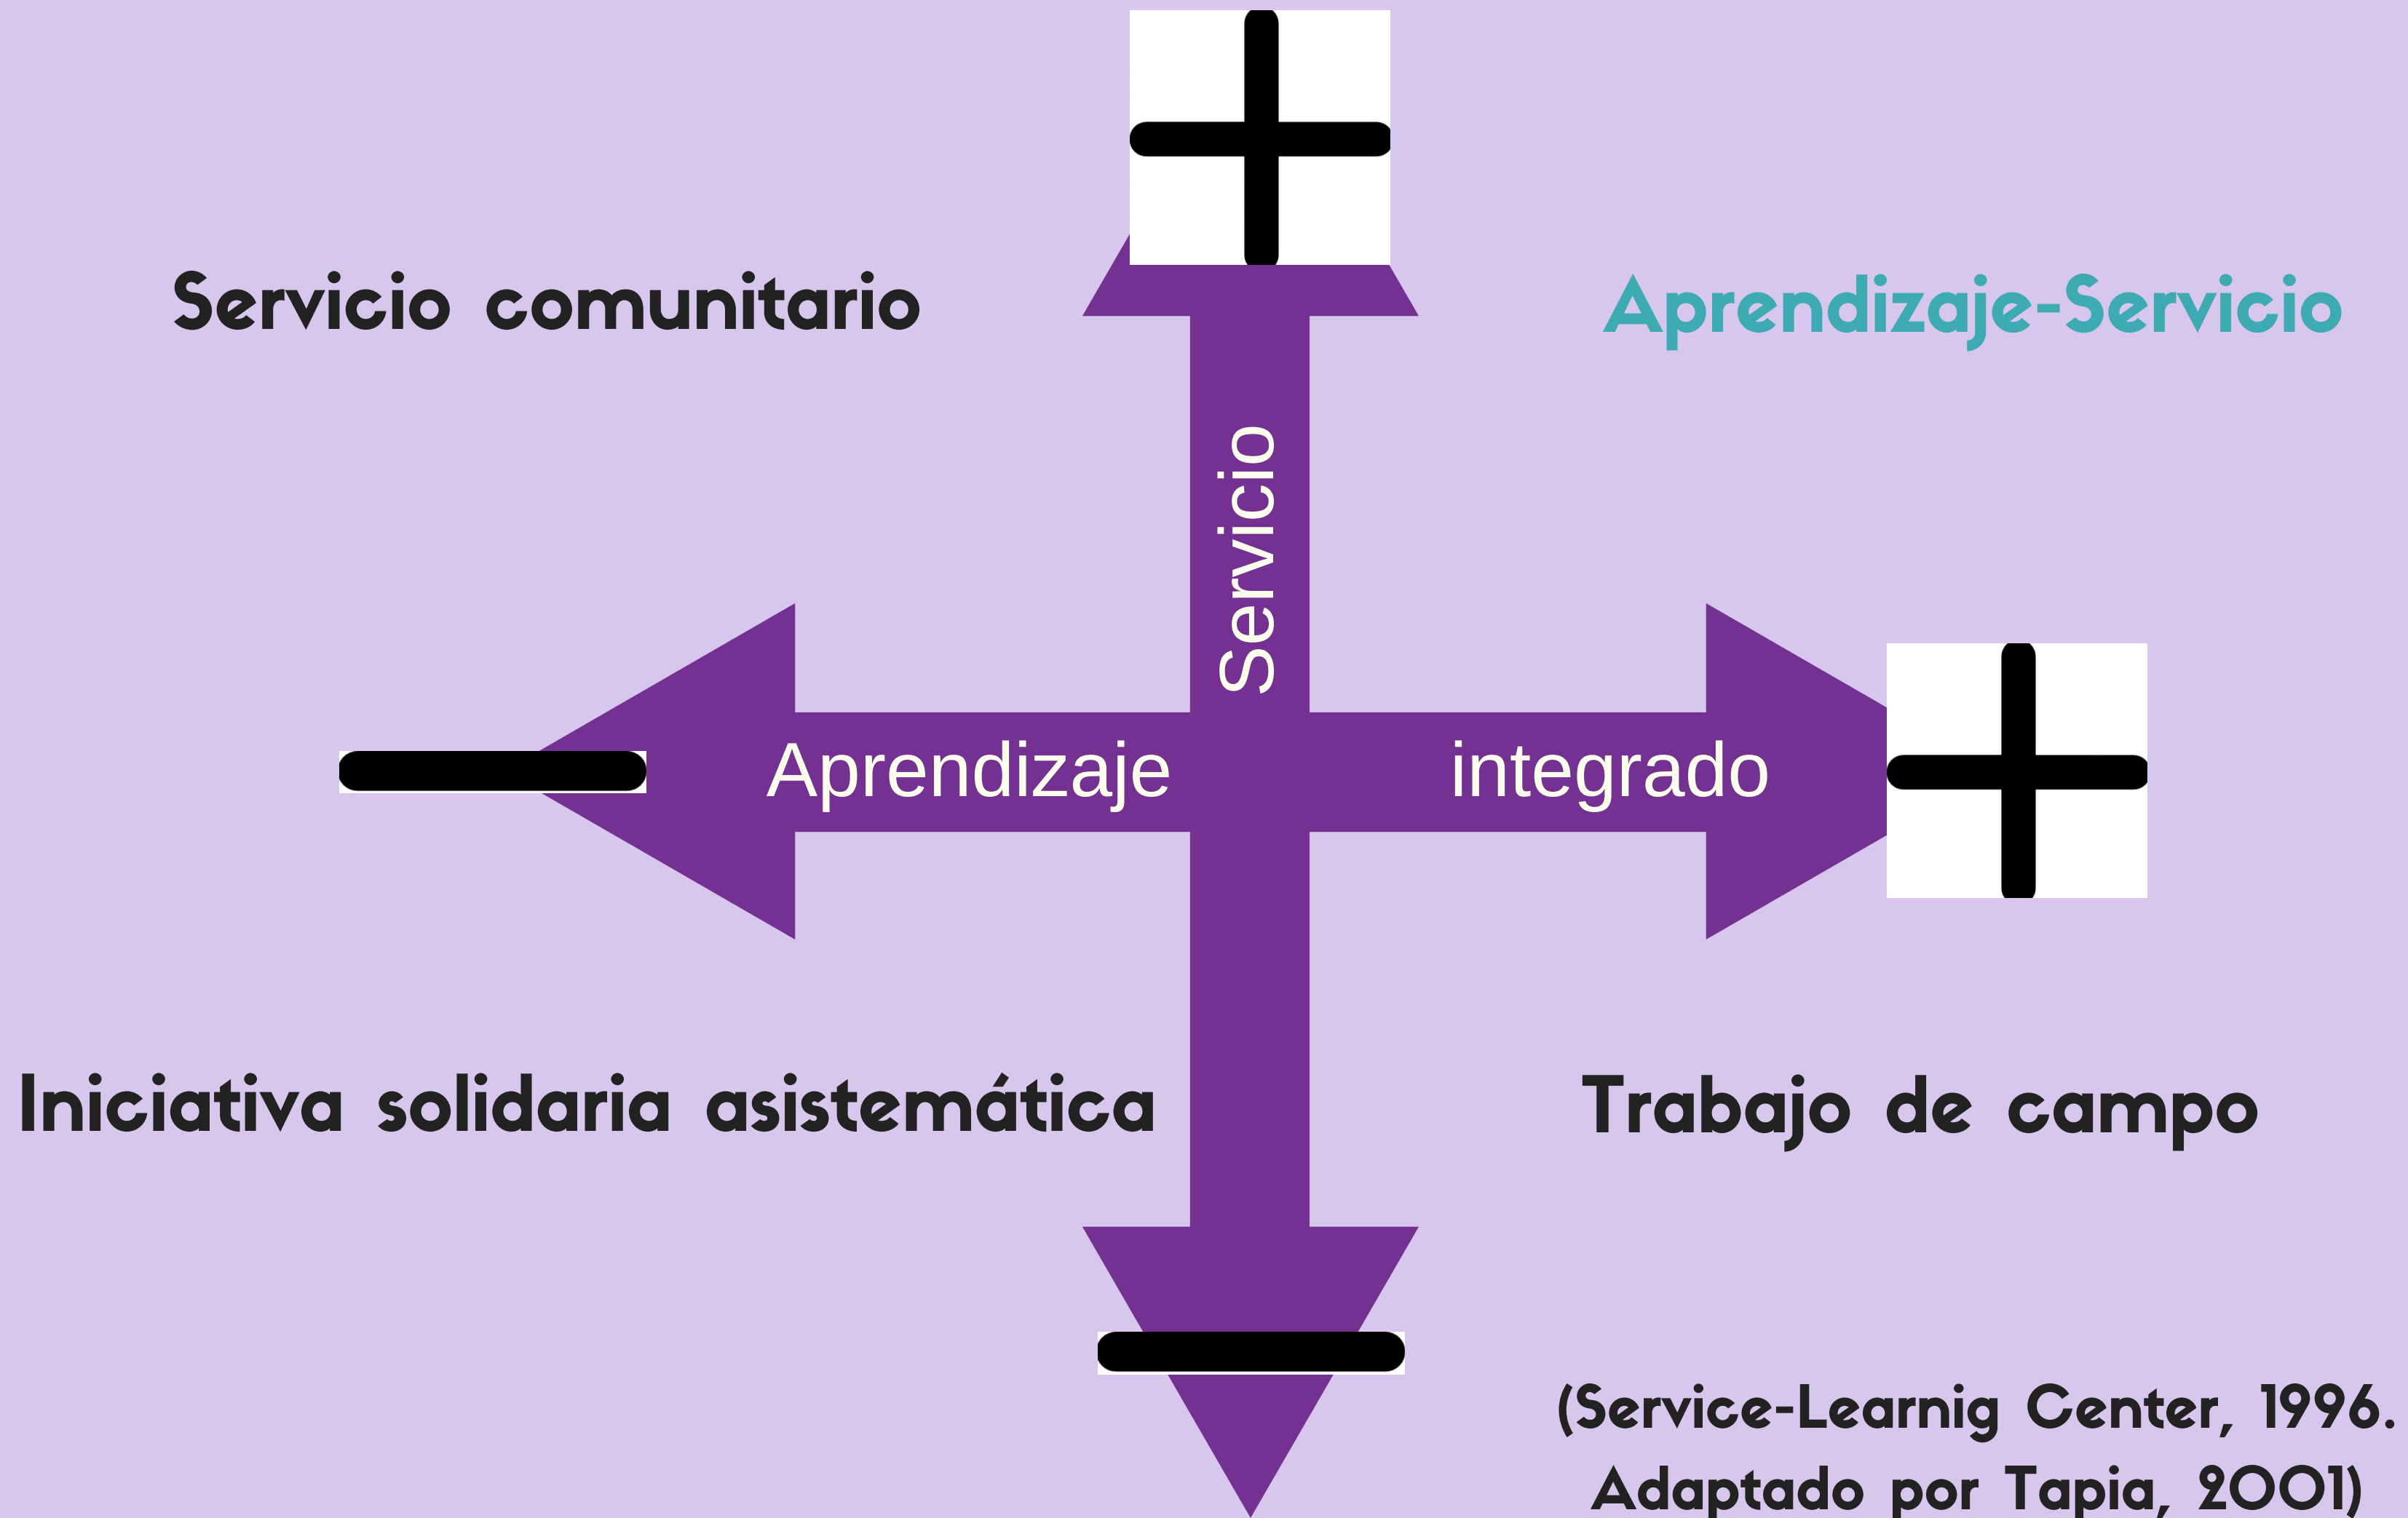 Servicio comunitario
Aprendizaje-Servicio
Servicio
Aprendizaje integrado
Iniciativa solidaria asistemática
Trabajo de campo
(Service-Learnig Center, 1996.
Adaptado por Tapia, 2001)